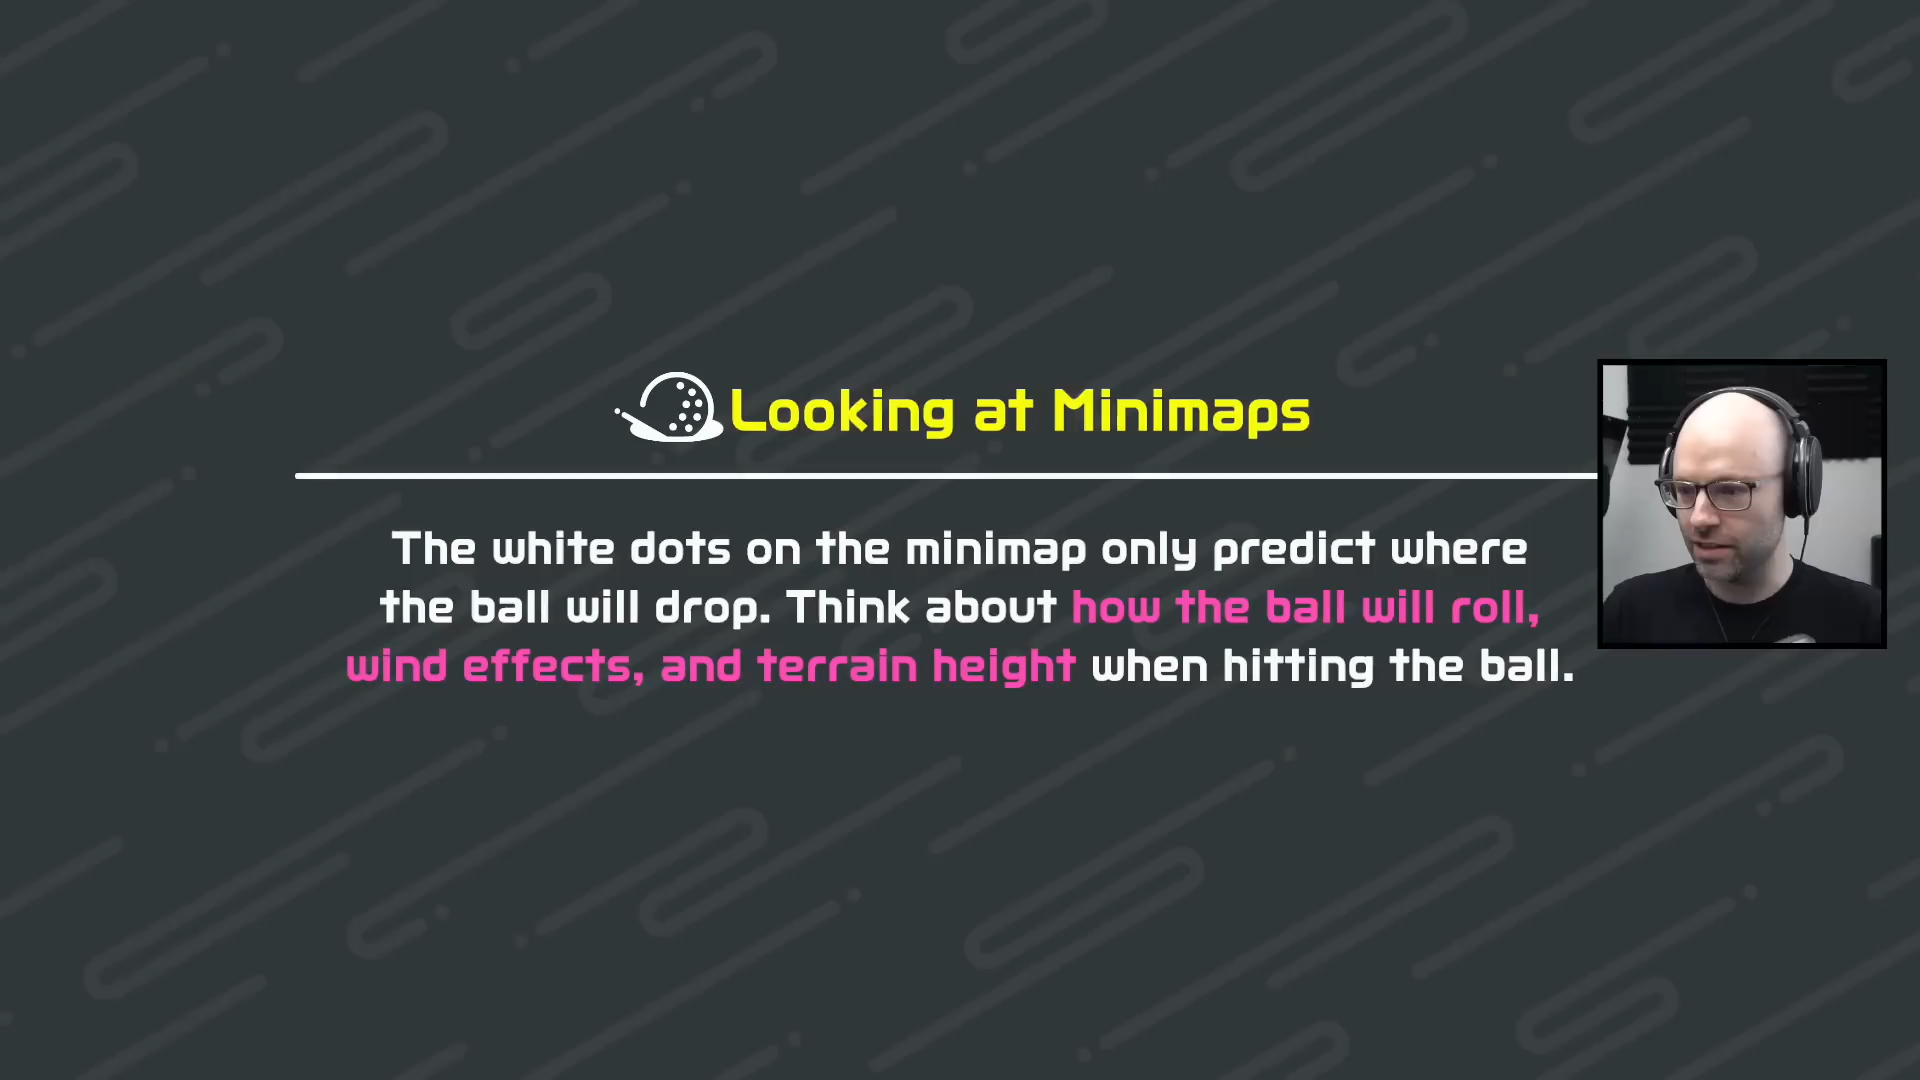 Looking at Minimaps
The white dots on the minimap only predict where
the ball will drop. Think about how the ball will roll,
wind effects, and terrain height when hitting the ball.